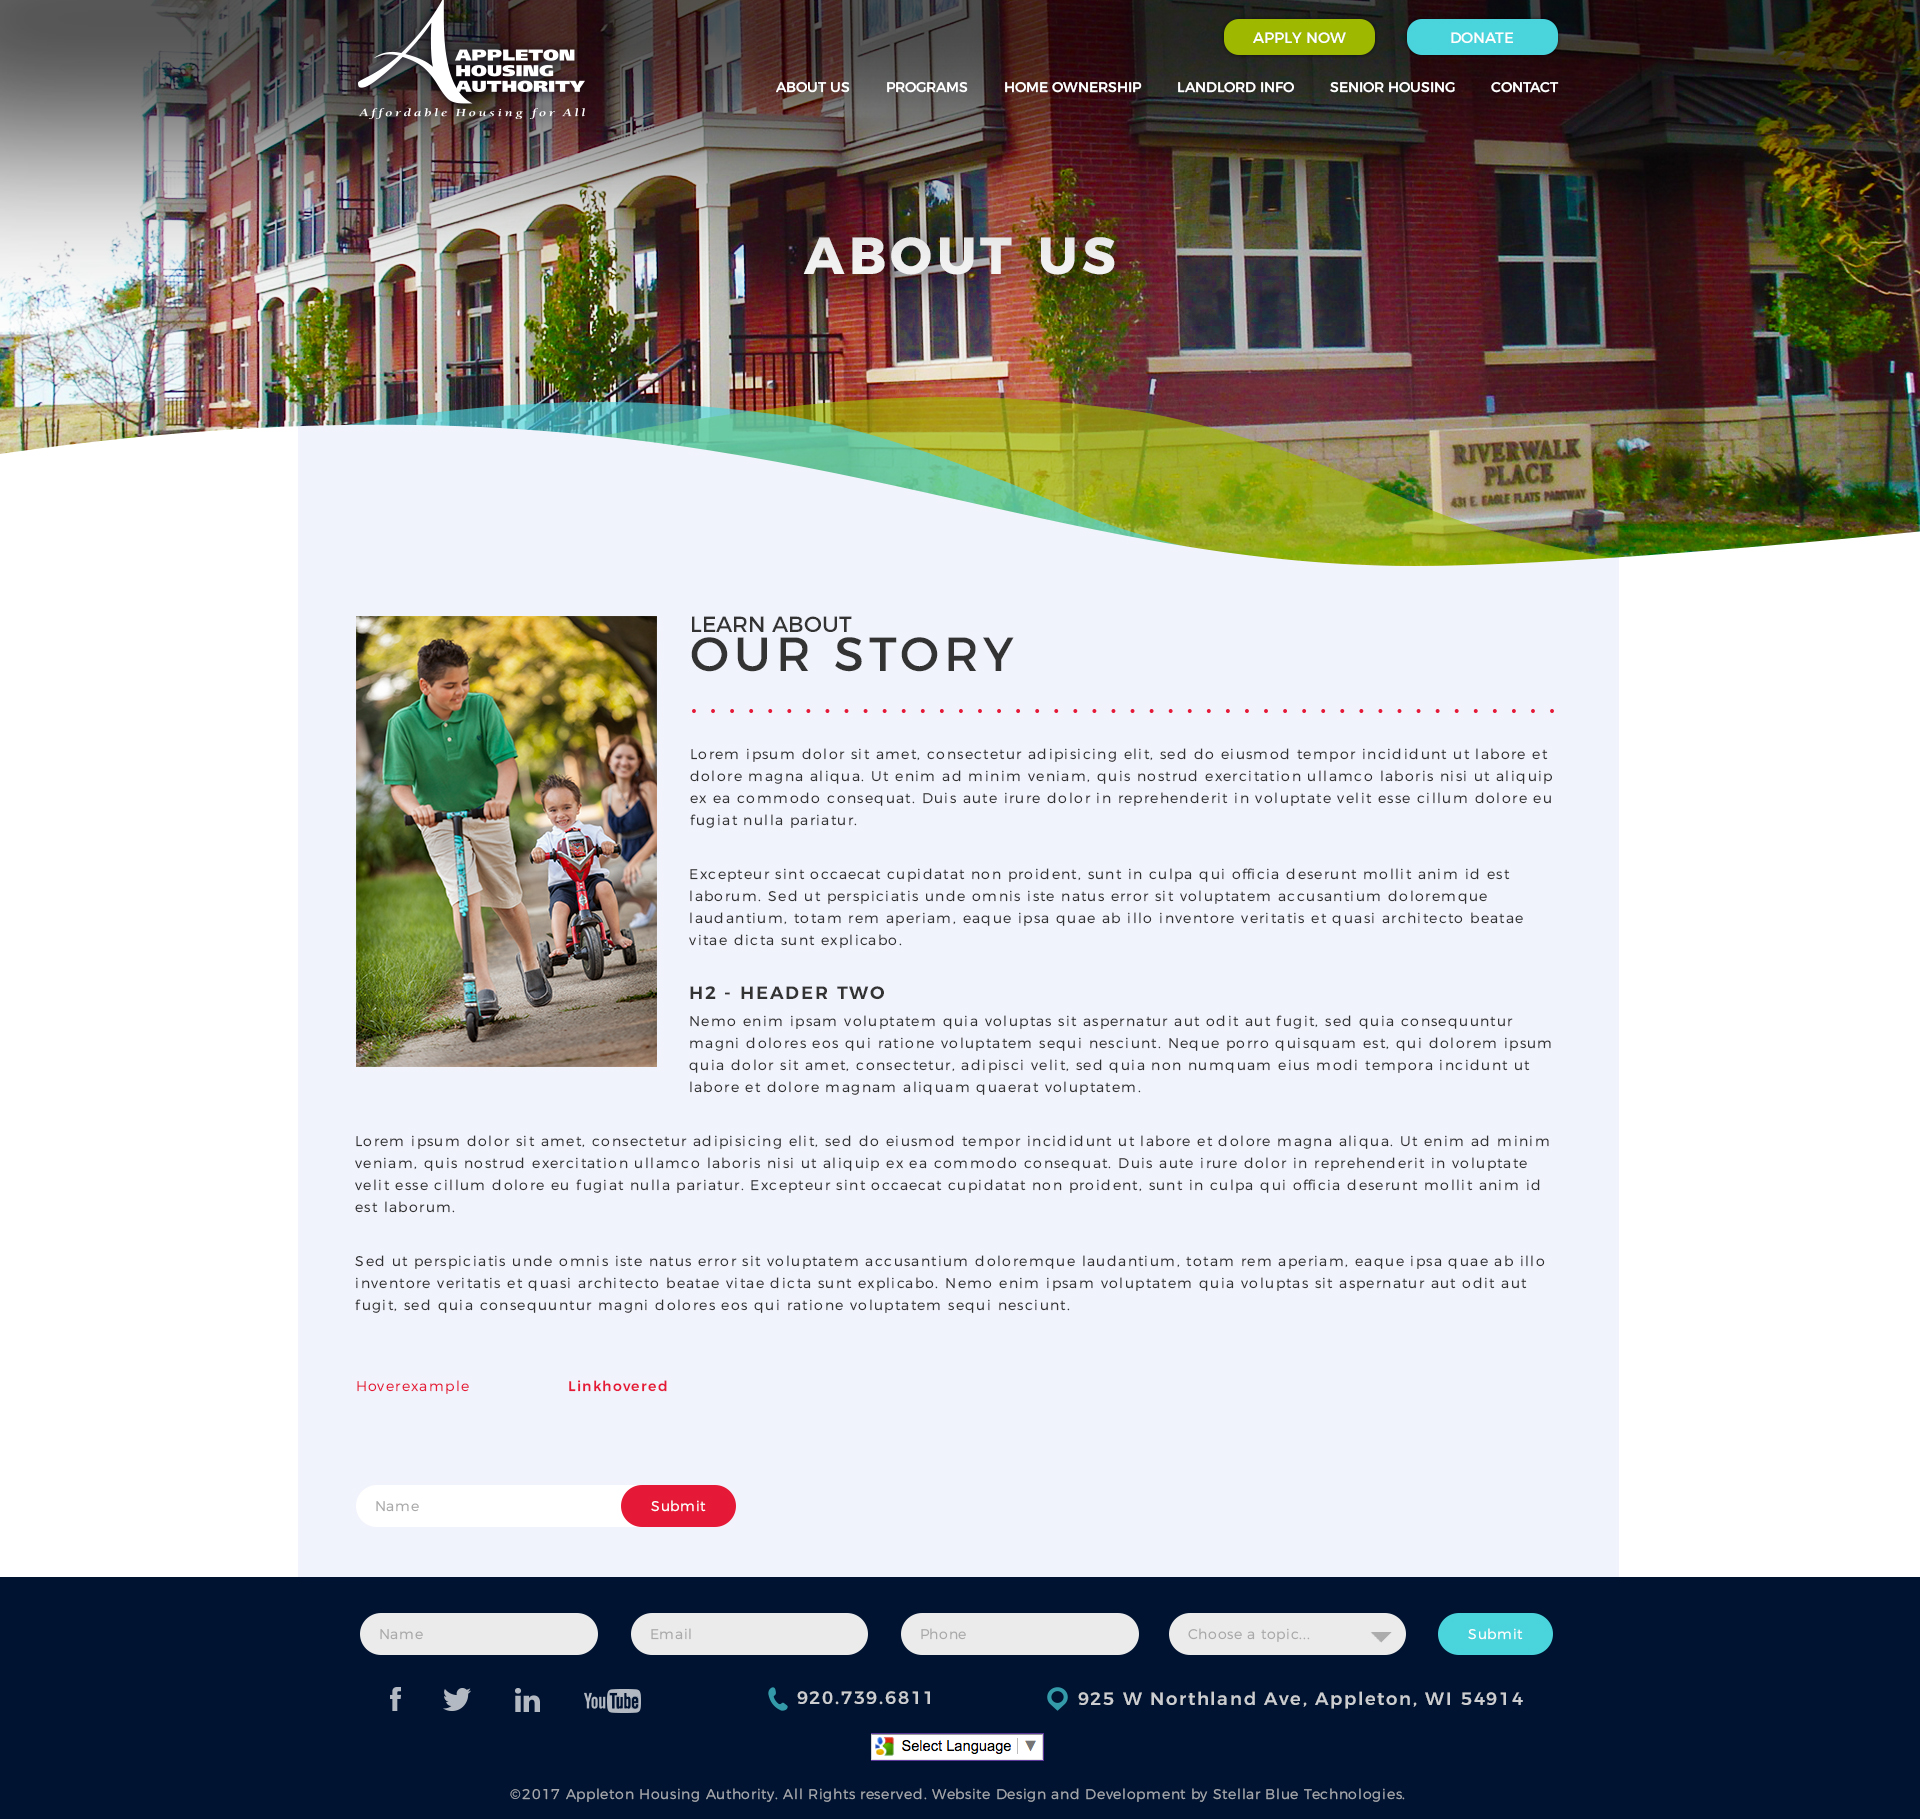 APPLETON
HOUSING
AUTHORITY
Affordable Housing for All
APPLY NOW
DONATE
ABOUT US
PROGRAMS
HOME OWNERSHIP
LANDLORD INFO
SENIOR HOUSING
CONTACT
ABOUT US
RIVERWALK
PLACE
431 E. EAGLE FLATS PARKWAY
LEARN ABOUT
OUR STORY
Lorem ipsum dolor sit amet, consectetur adipisicing elit, sed do eiusmod tempor incididunt ut labore et
dolore magna aliqua. Ut enim ad minim veniam, quis nostrud exercitation ullamco laboris nisi ut aliquip
ex ea commodo consequat. Duis aute irure dolor in reprehenderit in voluptate velit esse cillum dolore eu
fugiat nulla pariatur.
Excepteur sint occaecat cupidatat non proident, sunt in culpa qui officia deserunt mollit anim id est
laborum. Sed ut perspiciatis unde omnis iste natus error sit voluptatem accusantium doloremque
laudantium, totam rem aperiam, eaque ipsa quae ab illo inventore veritatis et quasi architecto beatae
vitae dicta sunt explicabo.
H2 - HEADER TWO
Nemo enim ipsam voluptatem quia voluptas sit aspernatur aut odit aut fugit, sed quia consequuntur
magni dolores eos qui ratione voluptatem sequi nesciunt. Neque porro quisquam est, qui dolorem ipsum
quia dolor sit amet, consectetur, adipisci velit, sed quia non numquam eius modi tempora incidunt ut
labore et dolore magnam aliquam quaerat voluptatem.
Lorem ipsum dolor sit amet, consectetur adipisicing elit, sed do eiusmod tempor incididunt ut labore et dolore magna aliqua. Ut enim ad minim
veniam, quis nostrud exercitation ullamco laboris nisi ut aliquip ex ea commodo consequat. Duis aute irure dolor in reprehenderit in voluptate
velit esse cillum dolore eu fugiat nulla pariatur. Excepteur sint occaecat cupidatat non proident, sunt in culpa qui officia deserunt mollit anim id
est laborum.
Sed ut perspiciatis unde omnis iste natus error sit voluptatem accusantium doloremque laudantium, totam rem aperiam, eaque ipsa quae ab illo
inventore veritatis et quasi architecto beatae vitae dicta sunt explicabo. Nemo enim ipsam voluptatem quia voluptas sit aspernatur aut odit aut
fugit, sed quia consequuntur magni dolores eos qui ratione voluptatem sequi nesciunt.
Hoverexample
Linkhovered
Name
Submit
Name
Email
Phone
Choose a topic...
Submit
You Tube
920.739.6811
925 W Northland Ave, Appleton, WI 54914
Select Language
©2017 Appleton Housing Authority. All Rights reserved. Website Design and Development by Stellar Blue Technologies.